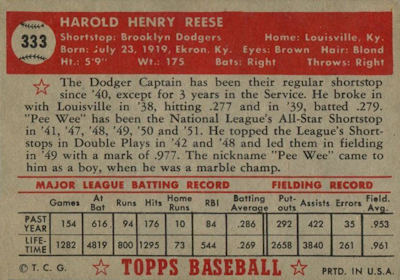 333
HAROLD HENRY REESE
Shortstop: Brooklyn Dodgers Home: Louisville, Ky.
Born: July 23, 1919, Ekron, Ky. Eyes: Brown Hair: Blond
Ht.: 5'9" Wt.: 175 Bats: Right Throws: Right
The Dodger Captain has been their regular shortstop
since '40, except for 3 years in the Service. He broke in
with Louisville in '38, hitting .277 and in '39, batted .279.
"Pee Wee" has been the National League's All-Star Shortstop
in '41, '47, '48, '49, '50 and '51. He topped the League's Short-
stops in Double Plays in '42 and '48 and led them in fielding
in '49 with a mark of .977. The nickname "Pee Wee" came to
him as a boy, when he was a marble champ.
MAJOR LEAGUE BATTING RECORD FIELDING RECORD
Games At Bat Runs Hits Home Runs RBI Batting Average Put-outs Assists Errors Field. Avg.
PAST YEAR 154 616 94 176 10 84 .286 292 422 35 .953
LIFE-TIME 1282 4819 800 1300 73 544 .269 2658 3840 260 .961
© T. C. G. TOPPS BASEBALL PRTD. IN U.S.A.